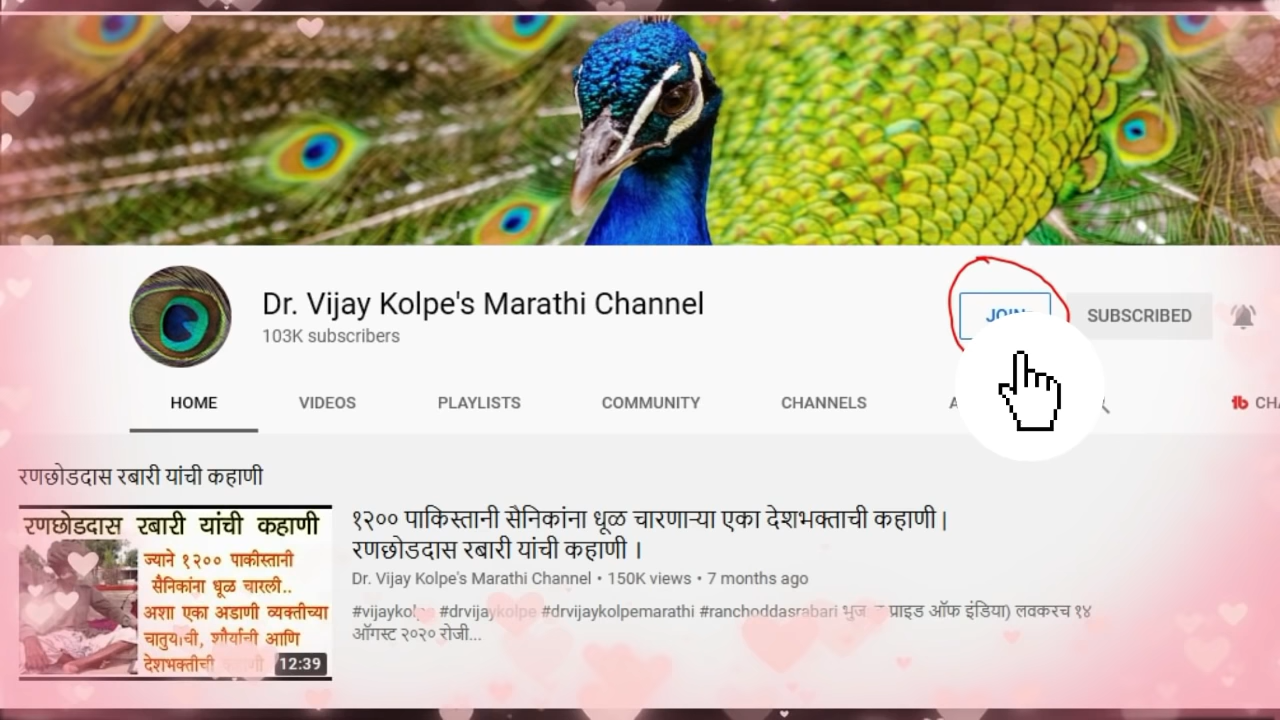 Dr. Vijay Kolpe's Marathi Channel
103K subscribers
JOIN
SUBSCRIBED
HOME
VIDEOS
PLAYLISTS
COMMUNITY
CHANNELS
रणछोडदास रबारी यांची कहाणी
रणछोडदास रबारी यांची कहाणी
ज्याने १२०० पाकीस्तानी
सैनिकांना धूळ चारली..
अशा एका अडाणी व्यक्तीच्या
चातुर्याची, शौर्याची आणि
देशभक्तीची
12:39
१२०० पाकिस्तानी सैनिकांना धूळ चारणाऱ्या एका देशभक्ताची कहाणी |
रणछोडदास रबारी यांची कहाणी ।
Dr. Vijay Kolpe's Marathi Channel • 150K views • 7 months ago
#vijaykolpe #drvijaykolpe #drvijaykolpemarathi #ranchoddasrabari भुज प्राइड ऑफ इंडिया) लवकरच १४
ऑगस्ट २०२० रोजी...